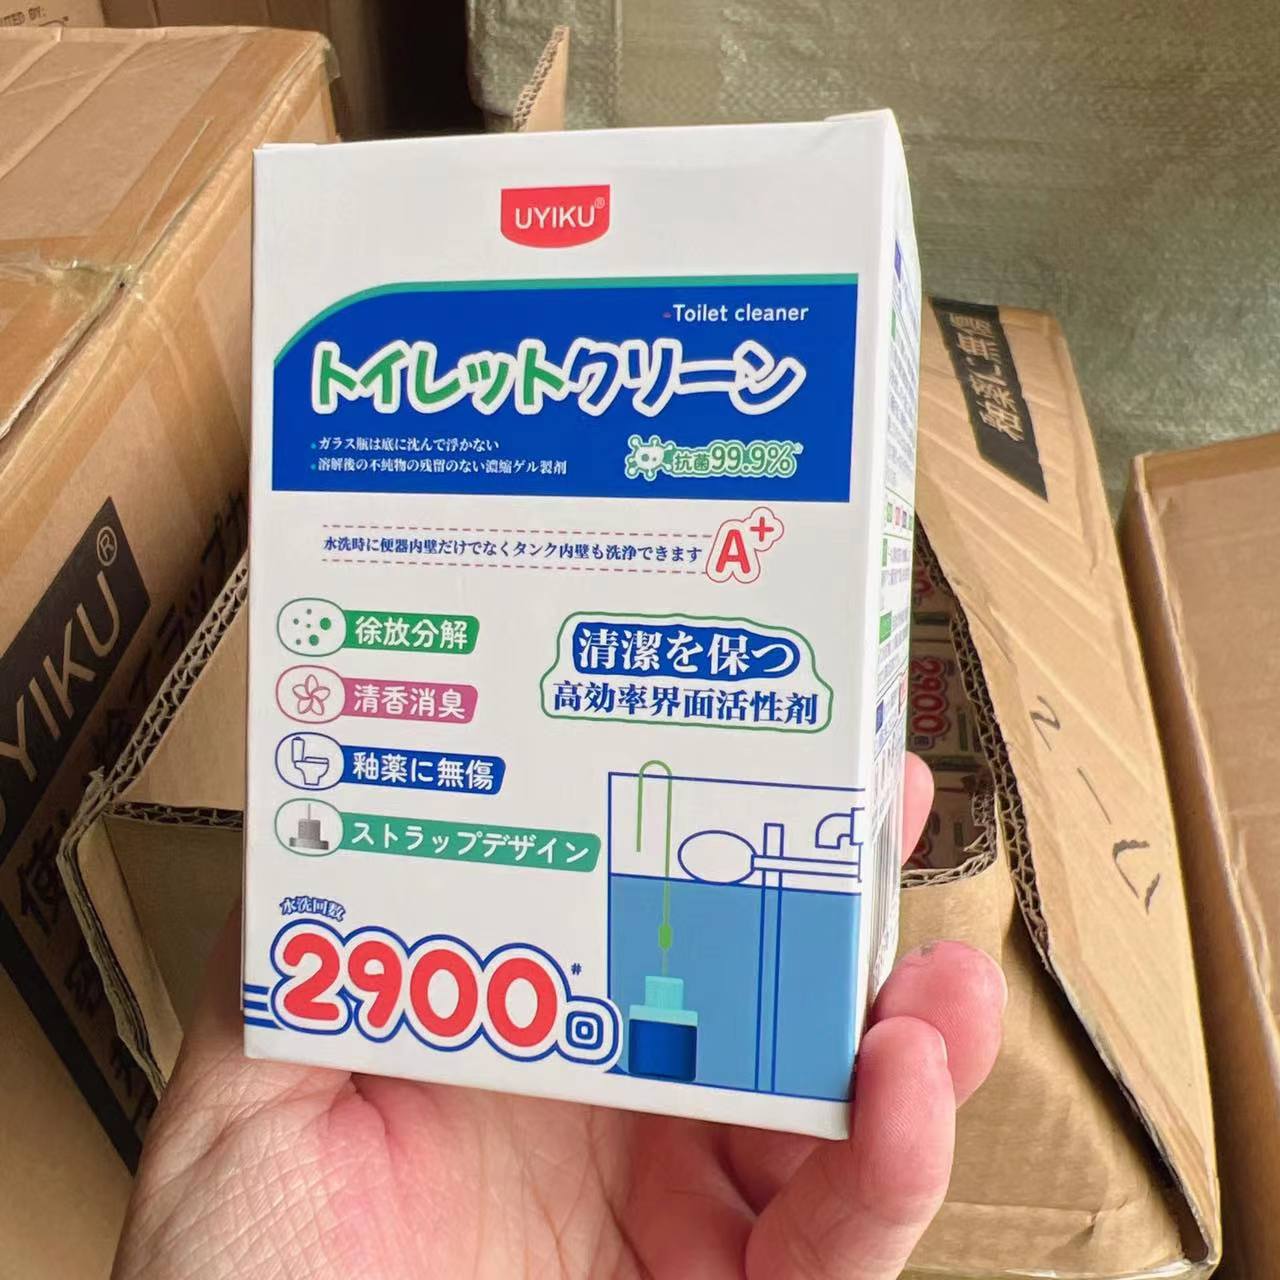 UYIKU®
Toilet cleaner
トイレットクリーン
・ガラス瓶は底に沈んで浮かない
・溶解後の不純物の残留のない濃縮ゲル製剤
抗菌99.9%
水洗時に便器内壁だけでなくタンク内壁も洗浄できます
A+
徐放分解
清香消臭
釉薬に無傷
ストラップデザイン
清潔を保つ
高効率界面活性剤
水洗回数
2900回
#
UYIKU®
釉薬に無傷
2900